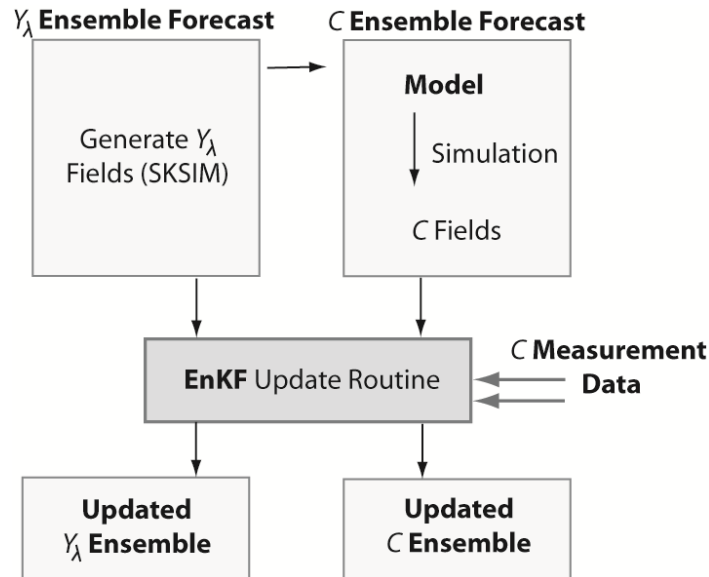 Yλ Ensemble Forecast
C Ensemble Forecast
Generate Yλ
Fields (SKSIM)
Model
Simulation
C Fields
EnKF Update Routine
C Measurement
Data
Updated
Yλ Ensemble
Updated
C Ensemble